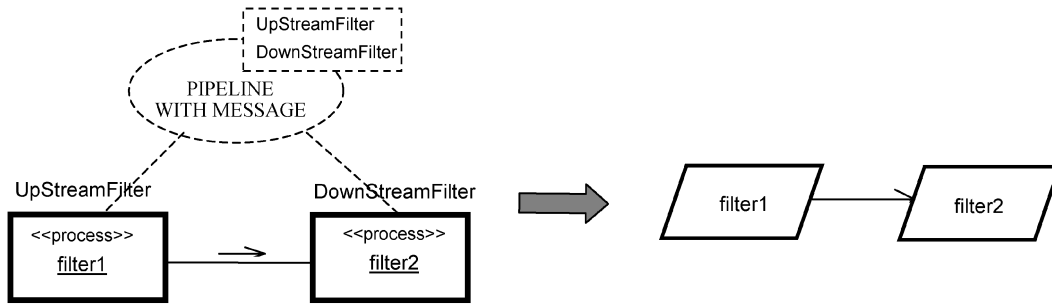 UpStreamFilter
DownStreamFilter
PIPELINE
WITH MESSAGE
UpStreamFilter
DownStreamFilter
<<process>>
filter1
<<process>>
filter2
filter1
filter2